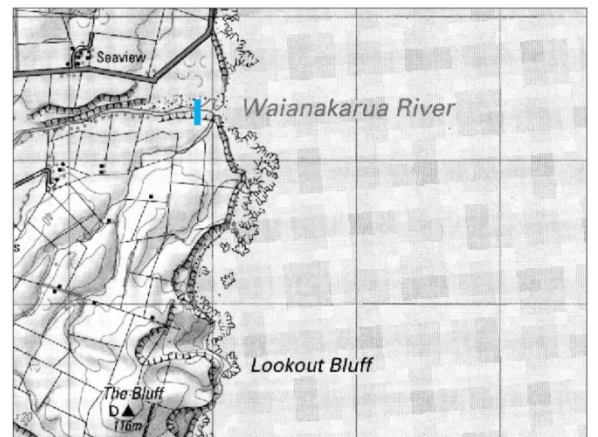 Seaview
Waianakarua River
Lookout Bluff
The Bluff
D
116m